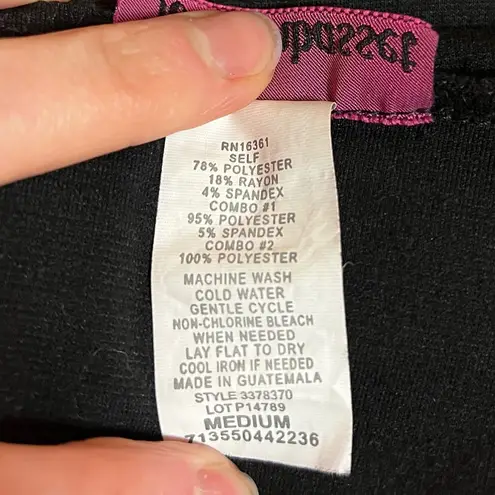 RN16361
SELF
78% POLYESTER
18% RAYON
4% SPANDEX
COMBO #1
95% POLYESTER
5% SPANDEX
COMBO #2
100% POLYESTER
MACHINE WASH
COLD WATER
GENTLE CYCLE
NON-CHLORINE BLEACH
WHEN NEEDED
LAY FLAT TO DRY
COOL IRON IF NEEDED
MADE IN GUATEMALA
STYLE 3378370
LOT P14789
MEDIUM
713550442236